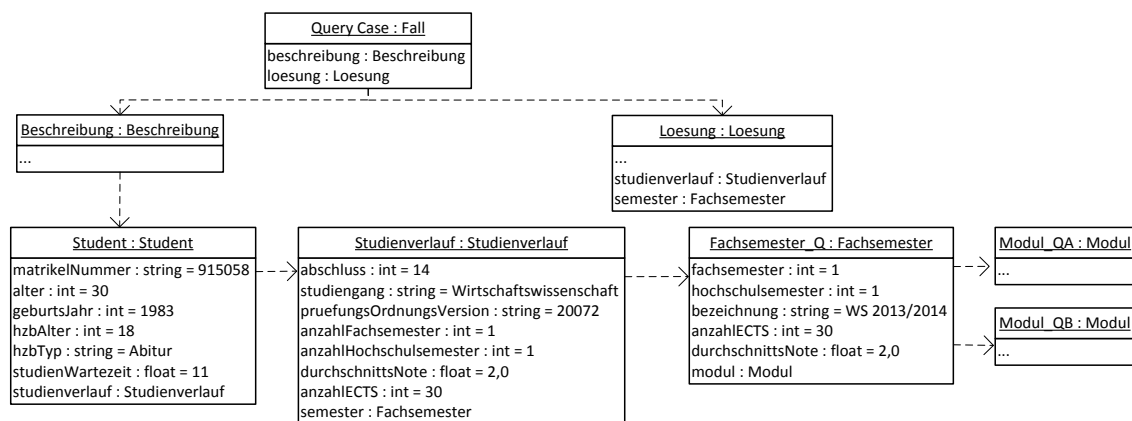 Query Case : Fall
beschreibung : Beschreibung
loesung : Loesung
Beschreibung : Beschreibung
...
Loesung : Loesung
...
studienverlauf : Studienverlauf
semester : Fachsemester
Student : Student
matrikelNummer : string = 915058
alter : int = 30
geburtsJahr : int = 1983
hzbAlter : int = 18
hzbTyp : string = Abitur
studienWartezeit : float = 11
studienverlauf : Studienverlauf
Studienverlauf : Studienverlauf
abschluss : int = 14
studiengang : string = Wirtschaftswissenschaft
pruefungsOrdnungsVersion : string = 20072
anzahlFachsemester : int = 1
anzahlHochschulsemester : int = 1
durchschnittsNote : float = 2,0
anzahlECTS : int = 30
semester : Fachsemester
Fachsemester_Q : Fachsemester
fachsemester : int = 1
hochschulsemester : int = 1
bezeichnung : string = WS 2013/2014
anzahlECTS : int = 30
durchschnittsNote : float = 2,0
modul : Modul
Modul_QA : Modul
...
Modul_QB : Modul
...